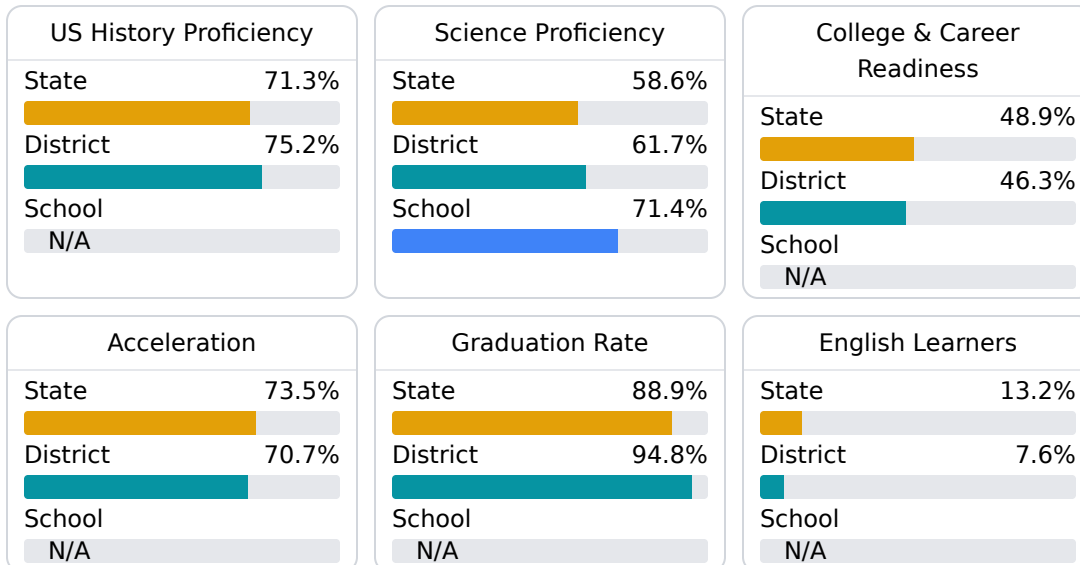 US History Proficiency
State 71.3%
District 75.2%
School
N/A
Science Proficiency
State 58.6%
District 61.7%
School 71.4%
College & Career
Readiness
State 48.9%
District 46.3%
School
N/A
Acceleration
State 73.5%
District 70.7%
School
N/A
Graduation Rate
State 88.9%
District 94.8%
School
N/A
English Learners
State 13.2%
District 7.6%
School
N/A